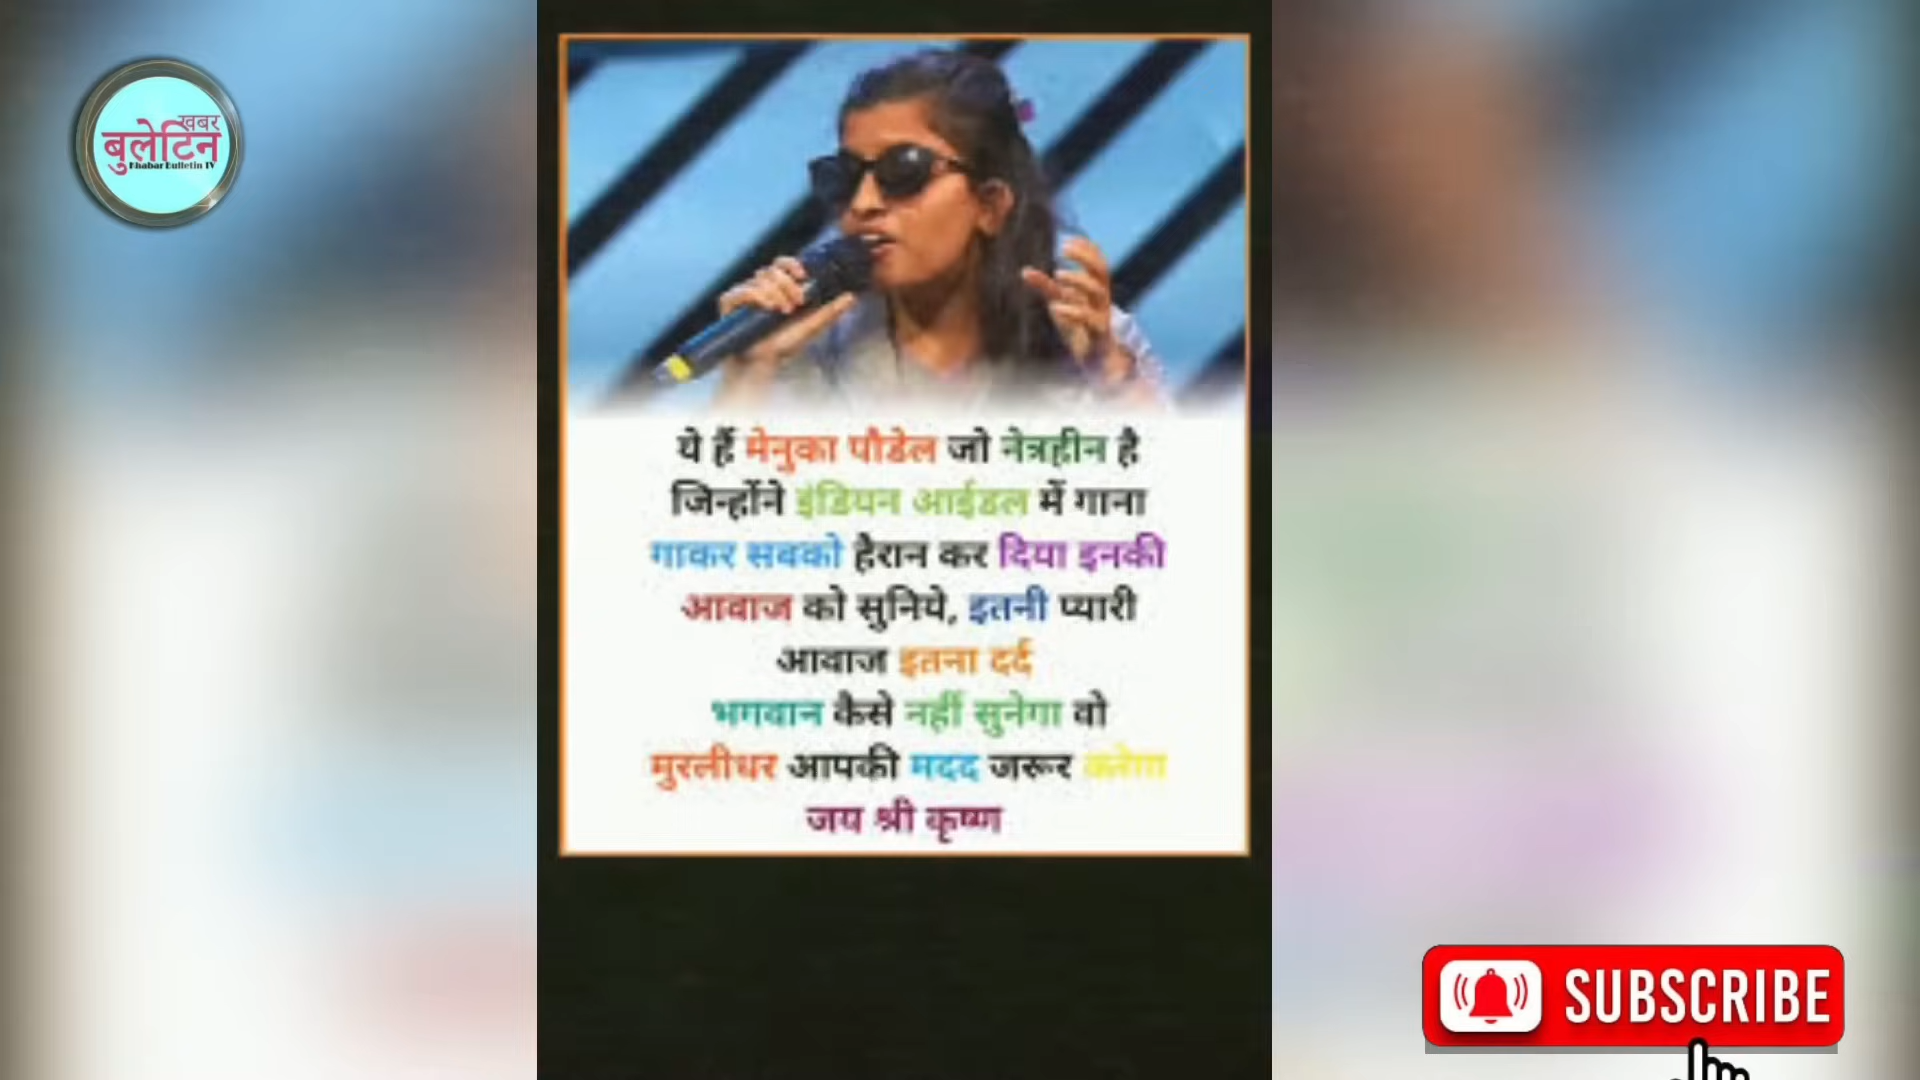 खबर
बुलेटिन
Khabar Bulletin TV
ये हैं मेनुका पौडेल जो नेत्रहीन है
जिन्होंने इंडियन आईडल में गाना
गाकर सबको हैरान कर दिया इनकी
आवाज को सुनिये, इतनी प्यारी
आवाज इतना दर्द
भगवान कैसे नहीं सुनेगा वो
मुरलीधर आपकी मदद जरूर करेगा
जय श्री कृष्ण
SUBSCRIBE